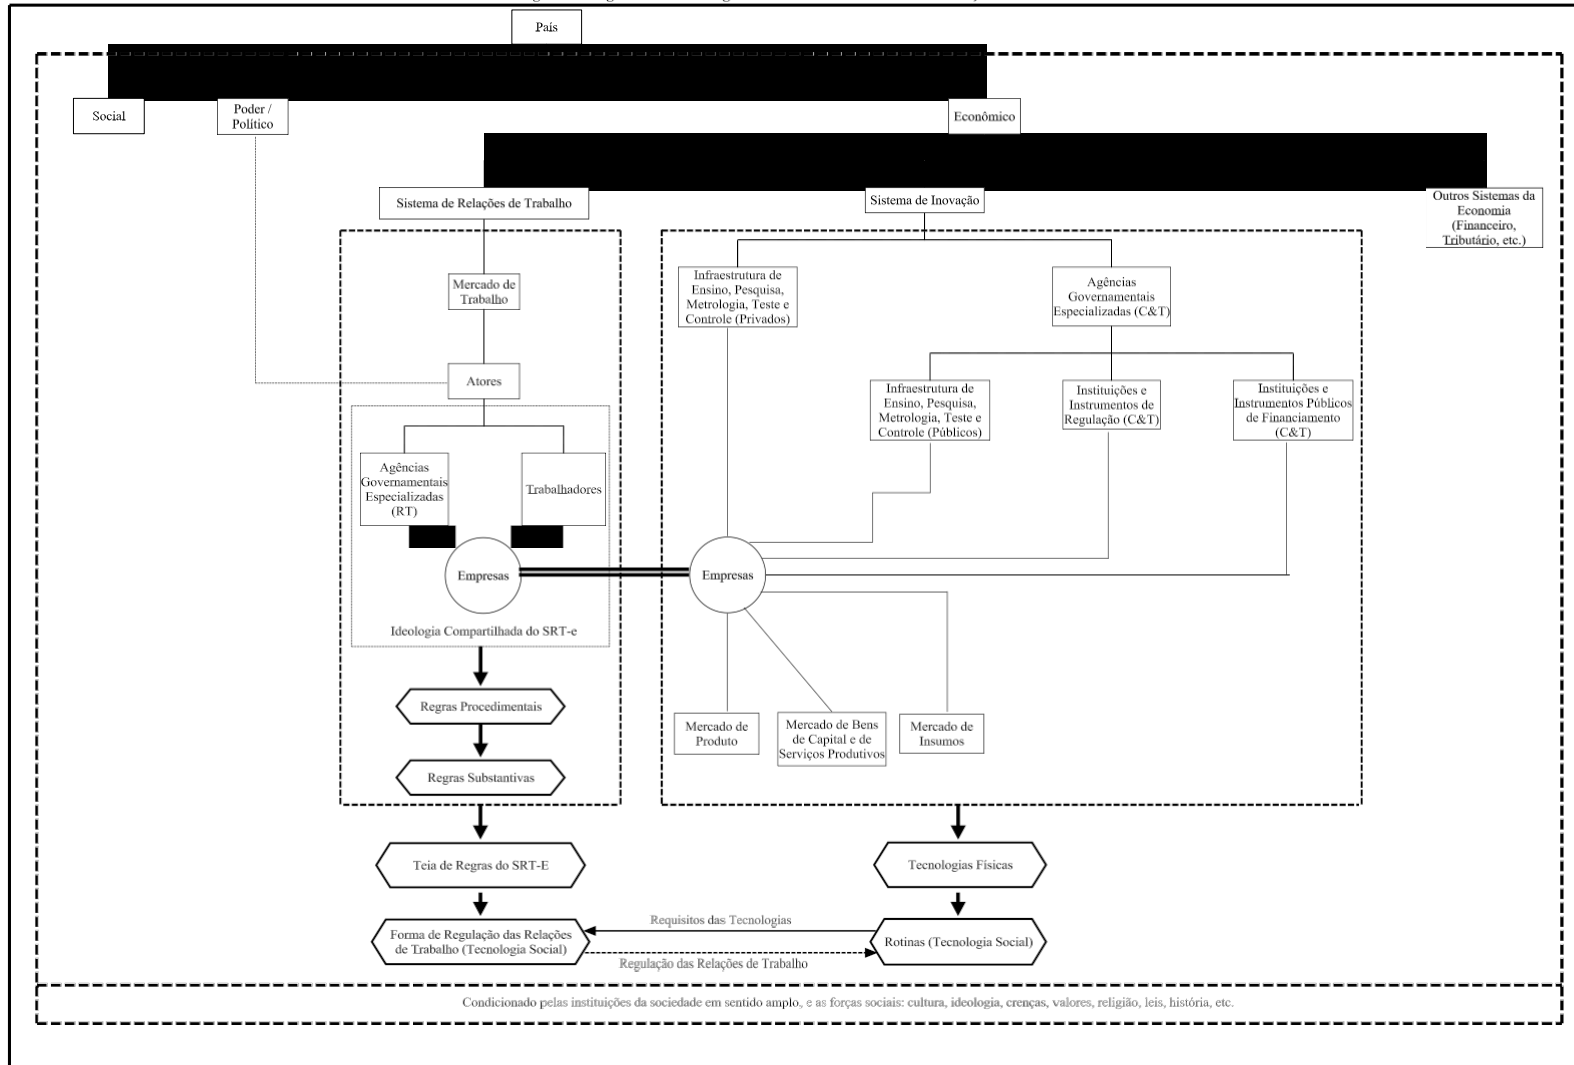 País
Social
Poder /
Político
Econômico
Sistema de Relações de Trabalho
Sistema de Inovação
Outros Sistemas da
Economia
(Financeiro,
Tributário, etc.)
Mercado de
Trabalho
Infraestrutura de
Ensino, Pesquisa,
Metrologia, Teste e
Controle (Privados)
Agências
Governamentais
Especializadas (C&T)
Atores
Infraestrutura de
Ensino, Pesquisa,
Metrologia, Teste e
Controle (Públicos)
Instituições e
Instrumentos de
Regulação (C&T)
Instituições e
Instrumentos Públicos
de Financiamento
(C&T)
Agências
Governamentais
Especializadas
(RT)
Trabalhadores
Empresas
Empresas
Ideologia Compartilhada do SRT-e
Regras Procedimentais
Mercado de
Produto
Mercado de Bens
de Capital e de
Serviços Produtivos
Mercado de
Insumos
Regras Substantivas
Teia de Regras do SRT-E
Tecnologias Físicas
Requisitos das Tecnologias
Forma de Regulação das Relações
de Trabalho (Tecnologia Social)
Rotinas (Tecnologia Social)
Regulação das Relações de Trabalho
Condicionado pelas instituições da sociedade em sentido amplo, e as forças sociais: cultura, ideologia, crenças, valores, religião, leis, história, etc.